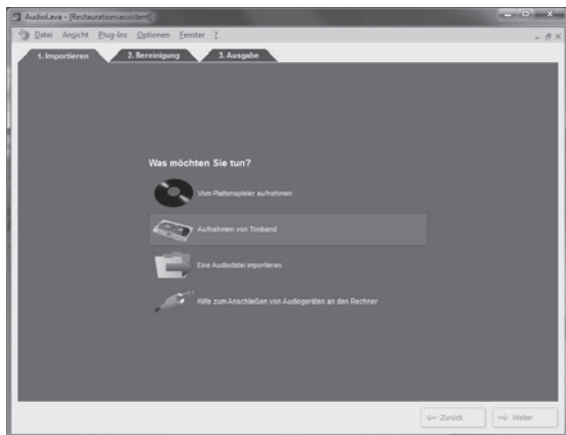 AudioLava - [Restaurationsassistent]
Datei Ansicht Plug-Ins Optionen Fenster ?
1. Importieren 2. Bereinigung 3. Ausgabe
Was möchten Sie tun?
Vom Plattenspieler aufnehmen
Aufnehmen von Tonband
Eine Audiodatei importieren
Hilfe zum Anschließen von Audiogeräten an den Rechner
Zurück Weiter